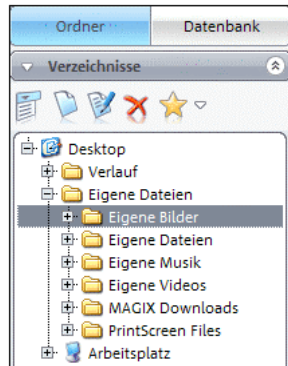 Ordner Datenbank
Verzeichnisse
Desktop
Verlauf
Eigene Dateien
Eigene Bilder
Eigene Dateien
Eigene Musik
Eigene Videos
MAGIX Downloads
PrintScreen Files
Arbeitsplatz